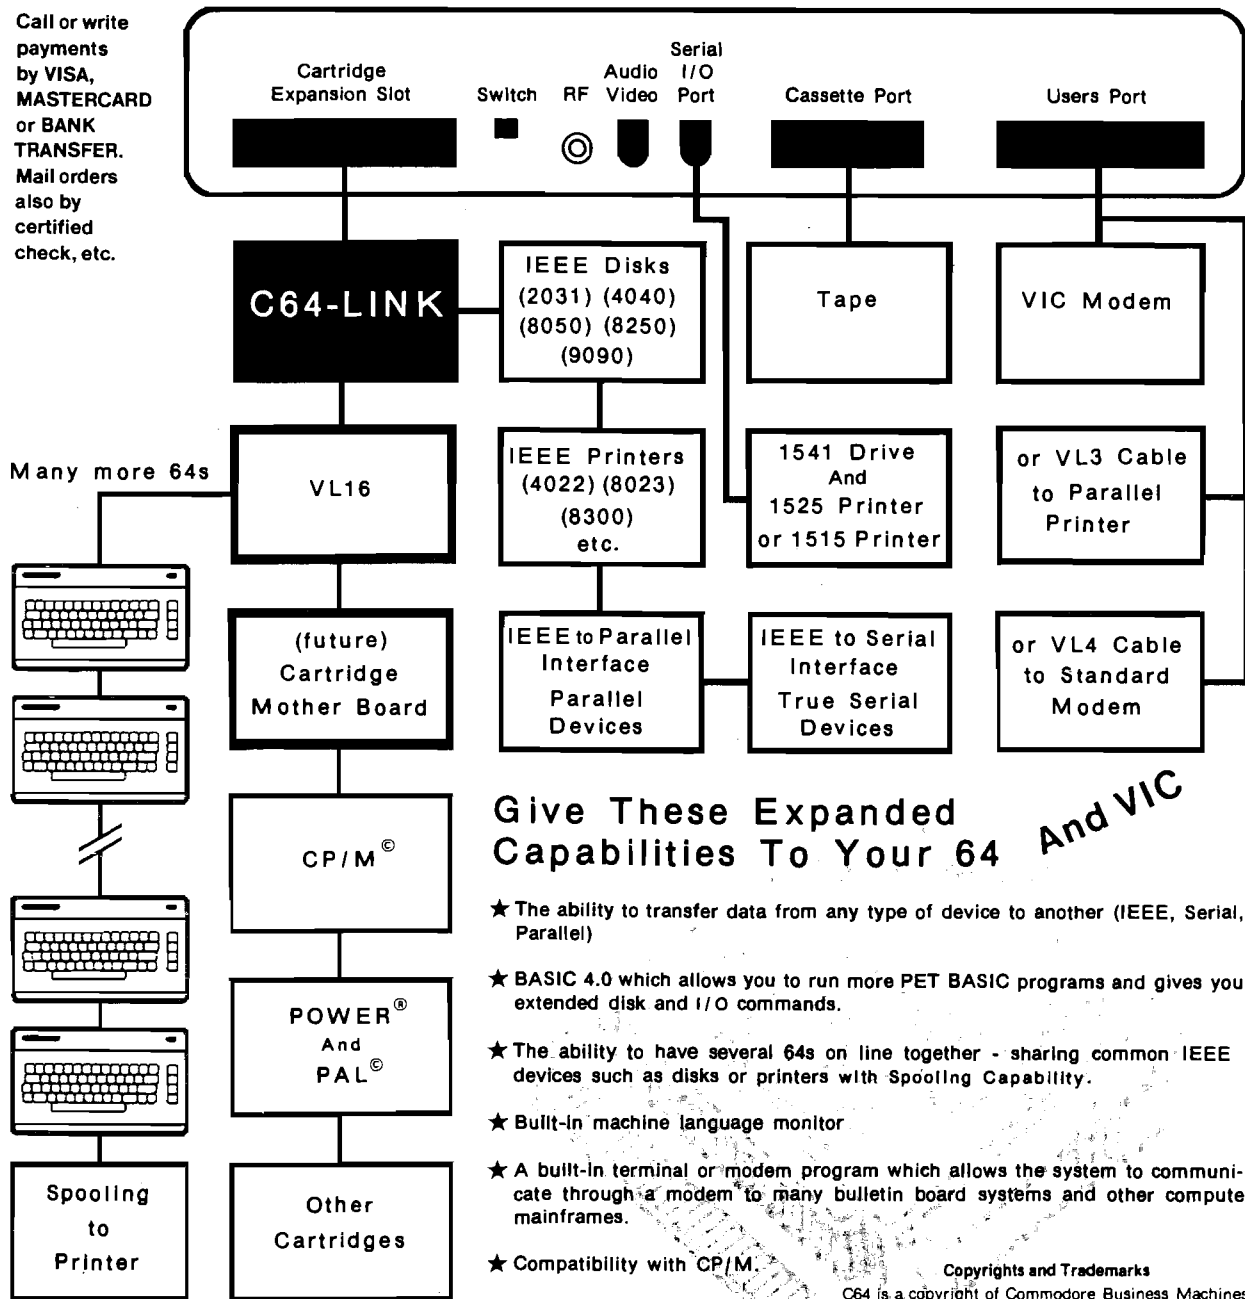 Call or write
payments
by VISA,
MASTERCARD
or BANK
TRANSFER.
Mail orders
also by
certified
check, etc.
Cartridge
Expansion Slot
Switch
RF
Audio
Video
Serial
I/O
Port
Cassette Port
Users Port
C64-LINK
IEEE Disks
(2031) (4040)
(8050) (8250)
(9090)
Tape
VIC Modem
Many more 64s
VL16
IEEE Printers
(4022) (8023)
(8300)
etc.
1541 Drive
And
1525 Printer
or 1515 Printer
or VL3 Cable
to Parallel
Printer
(future)
Cartridge
Mother Board
IEEE to Parallel
Interface
Parallel
Devices
IEEE to Serial
Interface
True Serial
Devices
or VL4 Cable
to Standard
Modem
CP/M©
POWER®
And
PAL©
Other
Cartridges
Spooling
to
Printer
Give These Expanded
Capabilities To Your 64
And VIC
★ The ability to transfer data from any type of device to another (IEEE, Serial,
Parallel)
★ BASIC 4.0 which allows you to run more PET BASIC programs and gives you
extended disk and I/O commands.
★ The ability to have several 64s on line together - sharing common IEEE
devices such as disks or printers with Spooling Capability.
★ Built-in machine language monitor
★ A built-in terminal or modem program which allows the system to communi-
cate through a modem to many bulletin board systems and other compute
mainframes.
★ Compatibility with CP/M.
Copyrights and Trademarks
C64 is a copyright of Commodore Business Machines